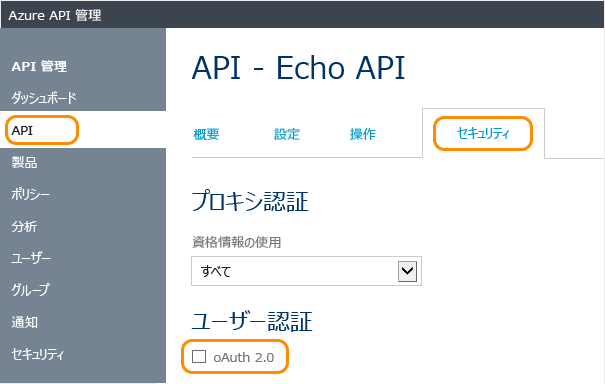 Azure API 管理
API 管理
ダッシュボード
API
製品
ポリシー
分析
ユーザー
グループ
通知
セキュリティ
API - Echo API
概要
設定
操作
セキュリティ
プロキシ認証
資格情報の使用
すべて
ユーザー認証
oAuth 2.0